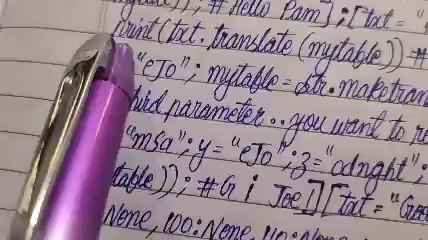 )); # Hello Pam] ; [txt = "
print(txt.translate(mytable)) #
"eJo"; mytable = str.maketran
hird parameter .. you want to re
"mSa"; y = "eJo"; z = "odnght";
table)); # G i Joe]] [txt = "Goo
None, 100: None, 110: None